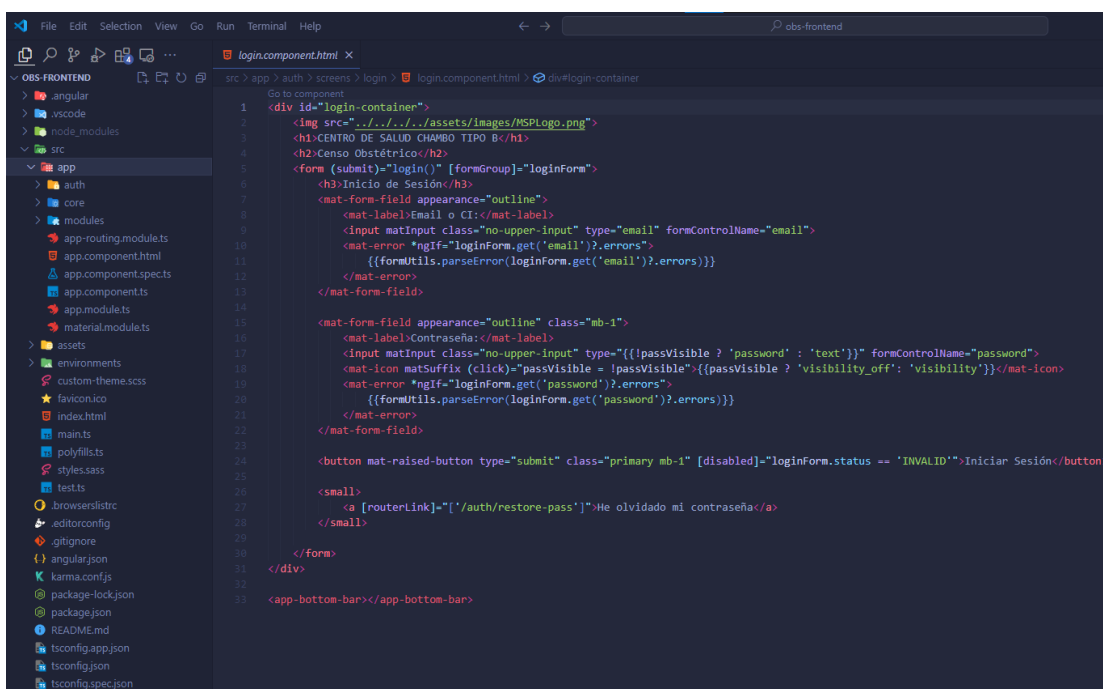 File Edit Selection View Go Run Terminal Help
obs-frontend
4
login.component.html
OBS-FRONTEND
src > app > auth > screens > login > login.component.html > div#login-container
.angular
.vscode
node_modules
src
app
auth
core
modules
app-routing.module.ts
app.component.html
app.component.spec.ts
app.component.ts
app.module.ts
material.module.ts
assets
environments
custom-theme.scss
favicon.ico
index.html
main.ts
polyfills.ts
styles.sass
test.ts
.browserslistrc
.editorconfig
.gitignore
angular.json
karma.conf.js
package-lock.json
package.json
README.md
tsconfig.app.json
tsconfig.json
tsconfig.spec.json
Go to component
1 <div id="login-container">
2 <img src="../../../../assets/images/MSPLogo.png">
3 <h1>CENTRO DE SALUD CHAMBO TIPO B</h1>
4 <h2>Censo Obstétrico</h2>
5 <form (submit)="login()" [formGroup]="loginForm">
6 <h3>Inicio de Sesión</h3>
7 <mat-form-field appearance="outline">
8 <mat-label>Email o CI:</mat-label>
9 <input matInput class="no-upper-input" type="email" formControlName="email">
10 <mat-error *ngIf="loginForm.get('email')?.errors">
11 {{formUtils.parseError(loginForm.get('email')?.errors)}}
12 </mat-error>
13 </mat-form-field>
14
15 <mat-form-field appearance="outline" class="mb-1">
16 <mat-label>Contraseña:</mat-label>
17 <input matInput class="no-upper-input" type="{{!passVisible ? 'password' : 'text'}}" formControlName="password">
18 <mat-icon matSuffix (click)="passVisible = !passVisible">{{passVisible ? 'visibility_off': 'visibility'}}</mat-icon>
19 <mat-error *ngIf="loginForm.get('password')?.errors">
20 {{formUtils.parseError(loginForm.get('password')?.errors)}}
21 </mat-error>
22 </mat-form-field>
23
24 <button mat-raised-button type="submit" class="primary mb-1" [disabled]="loginForm.status == 'INVALID'">Iniciar Sesión</button
25
26 <small>
27 <a [routerLink]="['/auth/restore-pass']">He olvidado mi contraseña</a>
28 </small>
29
30 </form>
31 </div>
32
33 <app-bottom-bar></app-bottom-bar>